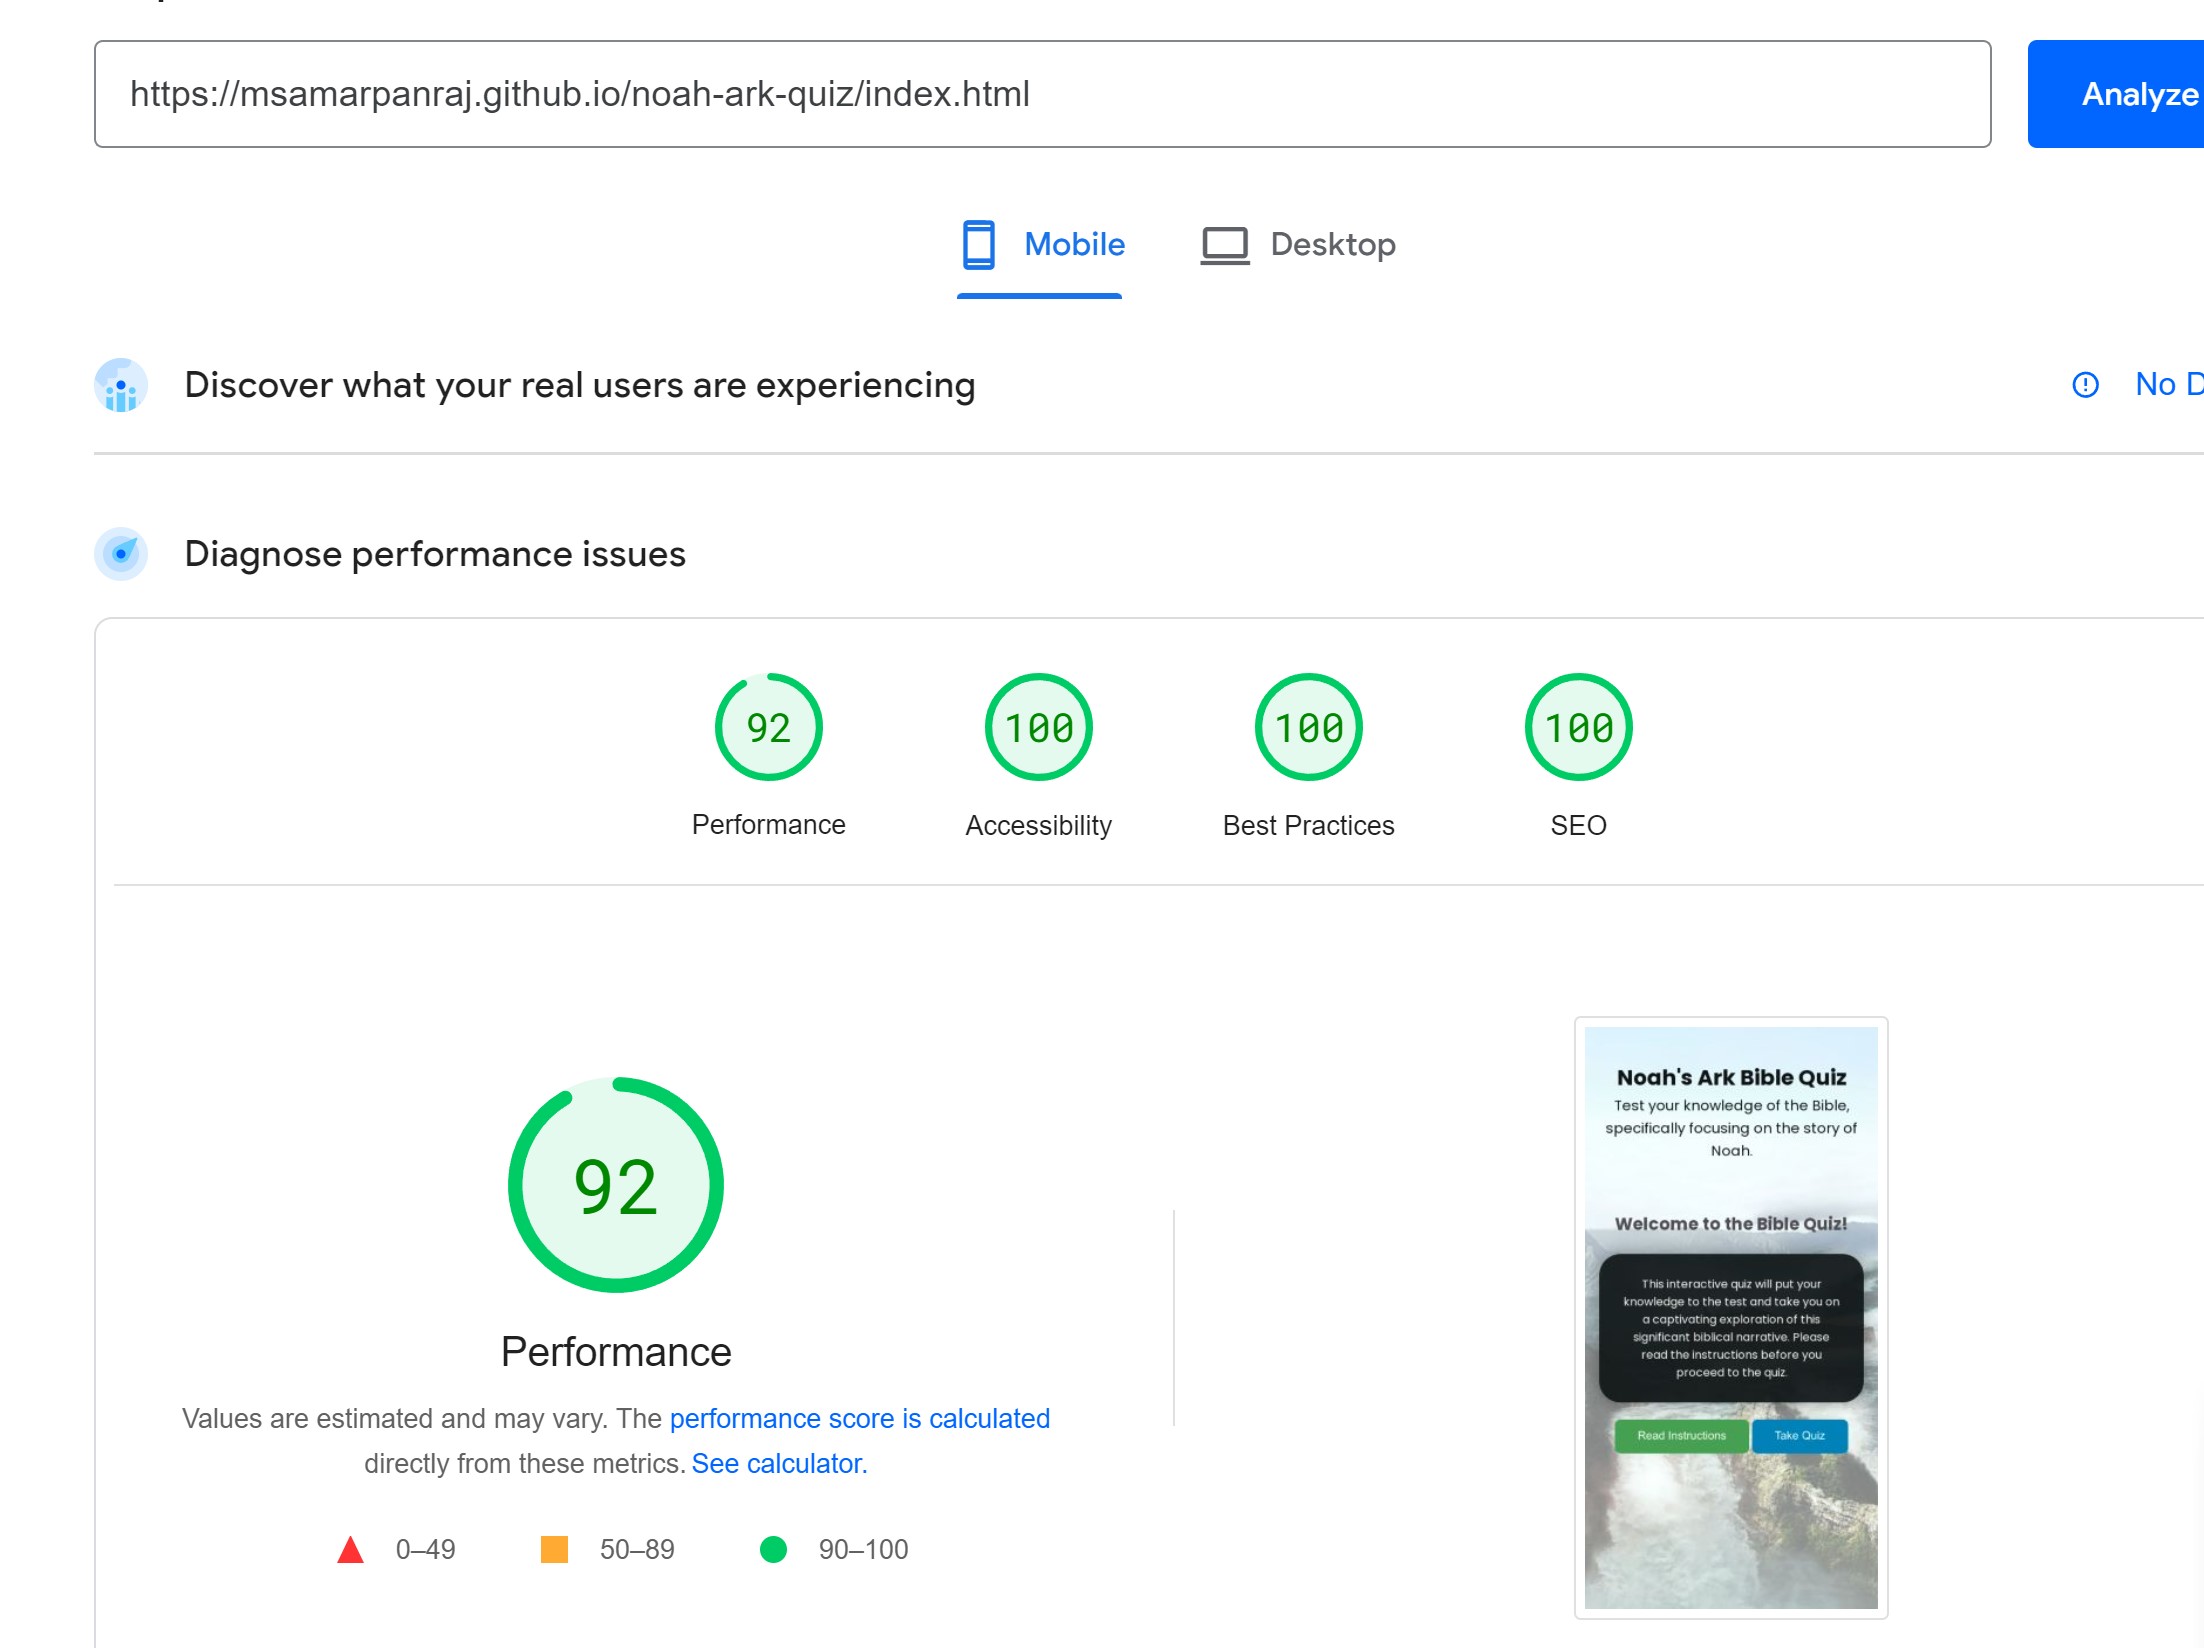 https://msamarpanraj.github.io/noah-ark-quiz/index.html
Analyze
Mobile
Desktop
Discover what your real users are experiencing
No D
Diagnose performance issues
92
100
100
100
Performance
Accessibility
Best Practices
SEO
92
Performance
Values are estimated and may vary. The performance score is calculated
directly from these metrics. See calculator.
0–49
50–89
90–100
Noah's Ark Bible Quiz
Test your knowledge of the Bible,
specifically focusing on the story of
Noah.
Welcome to the Bible Quiz!
This interactive quiz will put your
knowledge to the test and take you on
a captivating exploration of this
significant biblical narrative. Please
read the instructions before you
proceed to the quiz.
Read Instructions
Take Quiz